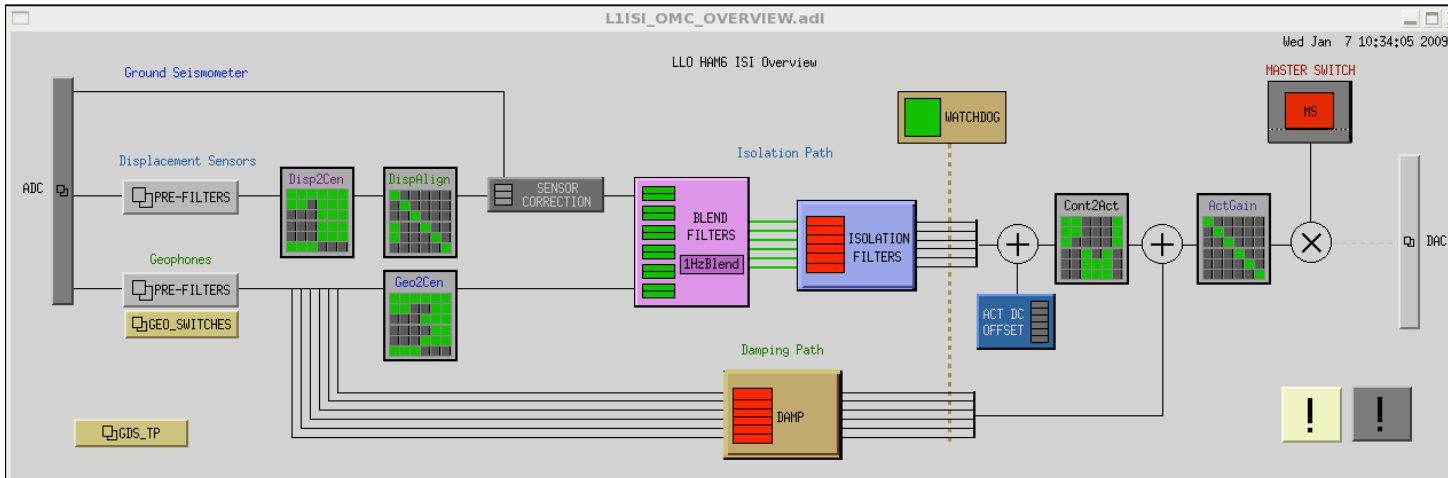 L1ISI_OMC_OVERVIEW.adl
Wed Jan 7 10:34:05 2009
LLO HAM6 ISI Overview
Ground Seismometer
MASTER SWITCH
MS
WATCHDOG
Displacement Sensors
Isolation Path
ADC
PRE-FILTERS
Disp2Cen
DispAlign
SENSOR
CORRECTION
BLEND
FILTERS
1HzBlend
ISOLATION
FILTERS
Cont2Act
ActGain
DAC
Geophones
PRE-FILTERS
GEO_SWITCHES
Geo2Cen
ACT DC
OFFSET
Damping Path
DAMP
GDS_TP
!
!